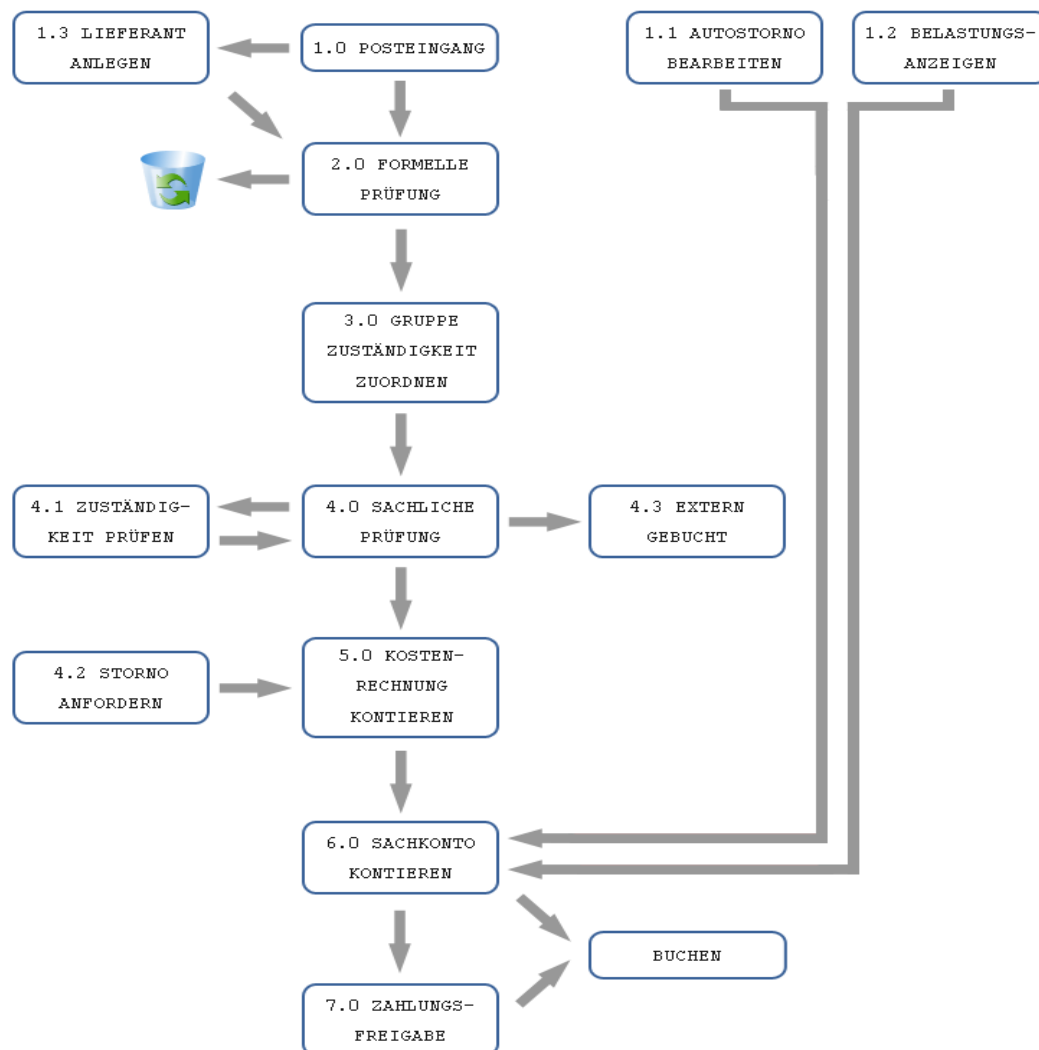 1.3 LIEFERANT
ANLEGEN
1.0 POSTEINGANG
1.1 AUTOSTORNO
BEARBEITEN
1.2 BELASTUNGS-
ANZEIGEN
2.0 FORMELLE
PRÜFUNG
3.0 GRUPPE
ZUSTÄNDIGKEIT
ZUORDNEN
4.1 ZUSTÄNDIG-
KEIT PRÜFEN
4.0 SACHLICHE
PRÜFUNG
4.3 EXTERN
GEBUCHT
4.2 STORNO
ANFORDERN
5.0 KOSTEN-
RECHNUNG
KONTIEREN
6.0 SACHKONTO
KONTIEREN
BUCHEN
7.0 ZAHLUNGS-
FREIGABE